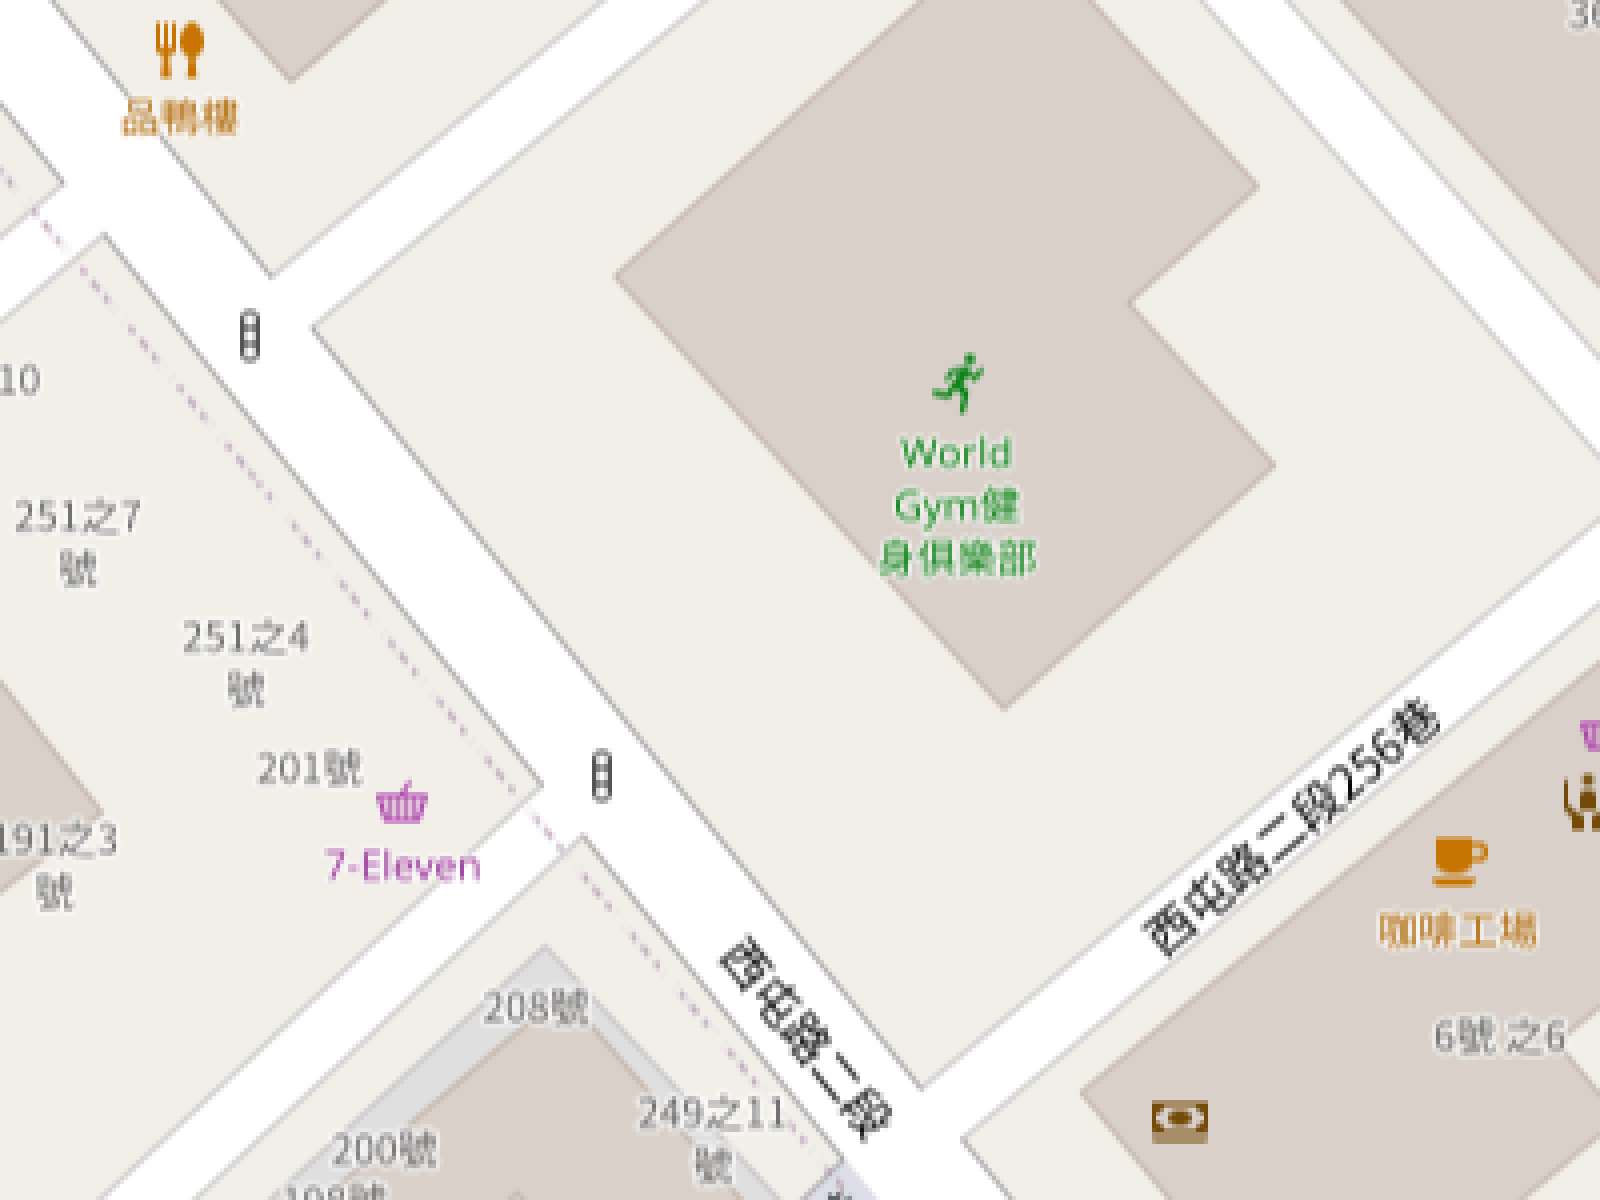 品鴨樓
10
251之7
號
251之4
號
201號
7-Eleven
191之3
號
World
Gym健
身俱樂部
西屯路二段256巷
咖啡工場
6號 之6
西屯路二段
208號
249之11
號
200號